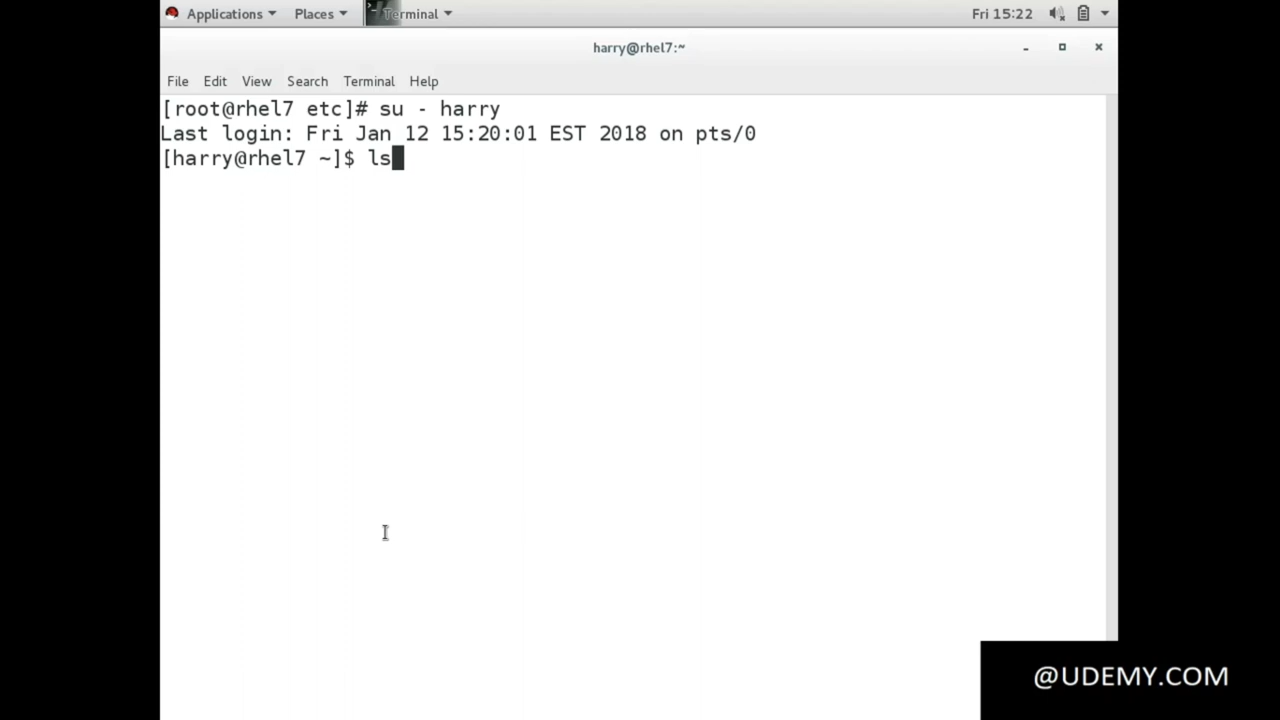 Applications Places Terminal Fri 15:22
harry@rhel7:~
File Edit View Search Terminal Help
[root@rhel7 etc]# su - harry
Last login: Fri Jan 12 15:20:01 EST 2018 on pts/0
[harry@rhel7 ~]$ ls
@UDEMY.COM